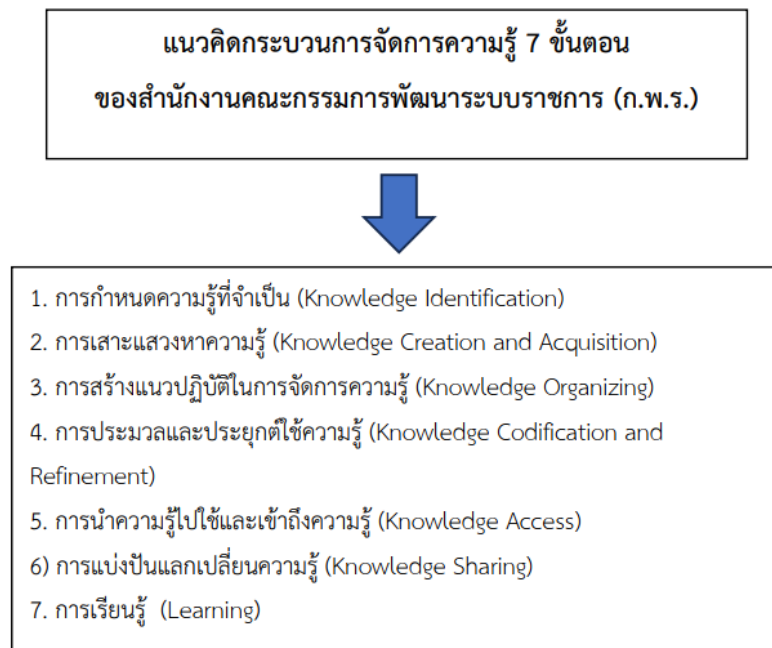 แนวคิดกระบวนการจัดการความรู้ 7 ขั้นตอน
ของสำนักงานคณะกรรมการพัฒนาระบบราชการ (ก.พ.ร.)
1. การกำหนดความรู้ที่จำเป็น (Knowledge Identification)
2. การเสาะแสวงหาความรู้ (Knowledge Creation and Acquisition)
3. การสร้างแนวปฏิบัติในการจัดการความรู้ (Knowledge Organizing)
4. การประมวลและประยุกต์ใช้ความรู้ (Knowledge Codification and
Refinement)
5. การนำความรู้ไปใช้และเข้าถึงความรู้ (Knowledge Access)
6) การแบ่งปันแลกเปลี่ยนความรู้ (Knowledge Sharing)
7. การเรียนรู้  (Learning)